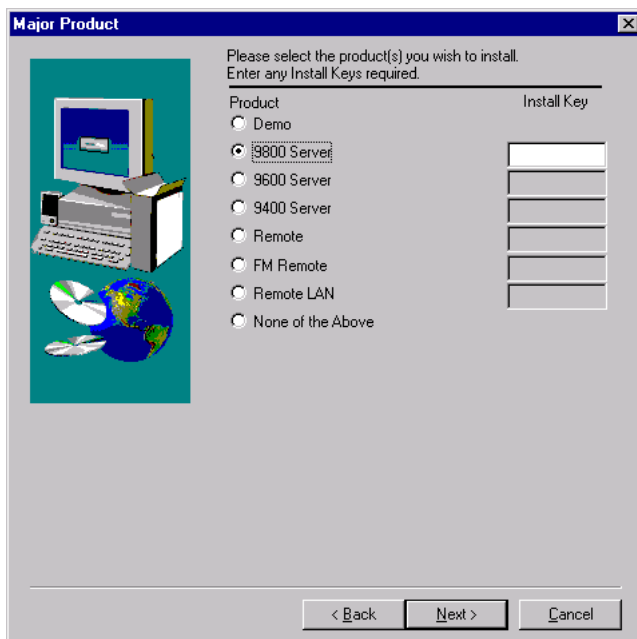 Major Product
Please select the product(s) you wish to install.
Enter any Install Keys required.
Product Install Key
Demo
9800 Server
9600 Server
9400 Server
Remote
FM Remote
Remote LAN
None of the Above
< Back Next > Cancel